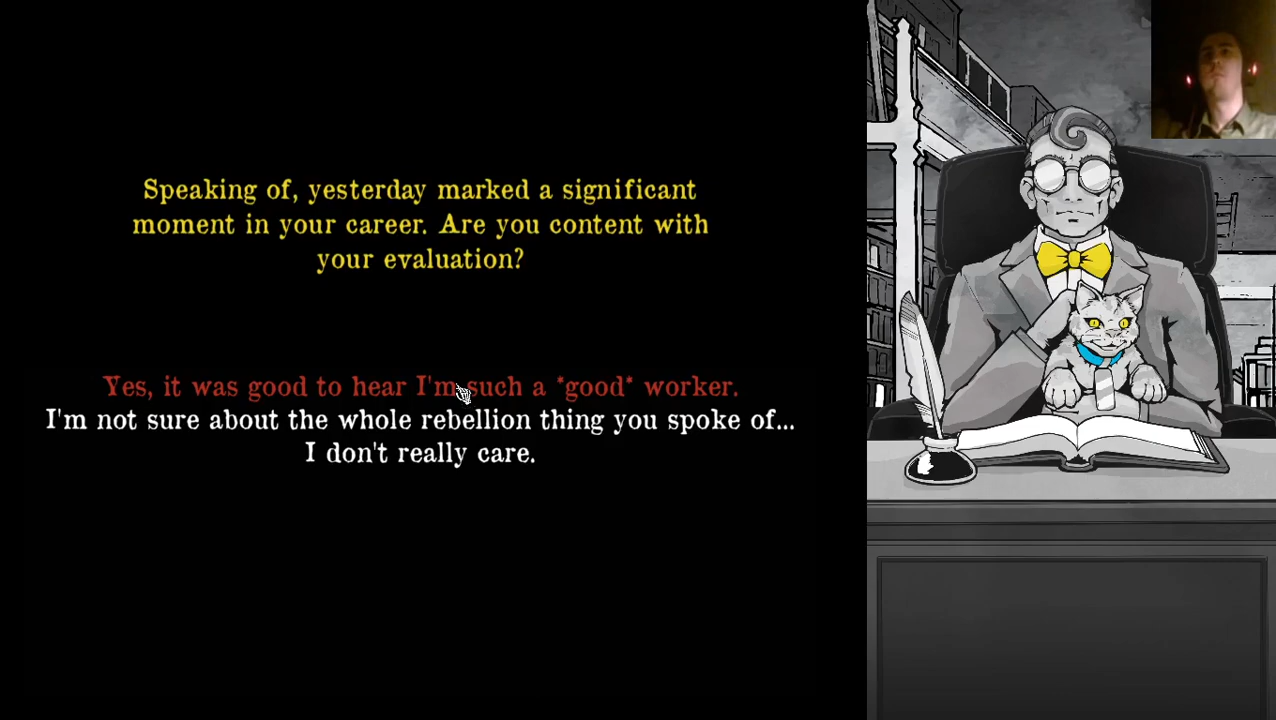 Speaking of, yesterday marked a significant
moment in your career. Are you content with
your evaluation?
Yes, it was good to hear I'm such a *good* worker.
I'm not sure about the whole rebellion thing you spoke of...
I don't really care.